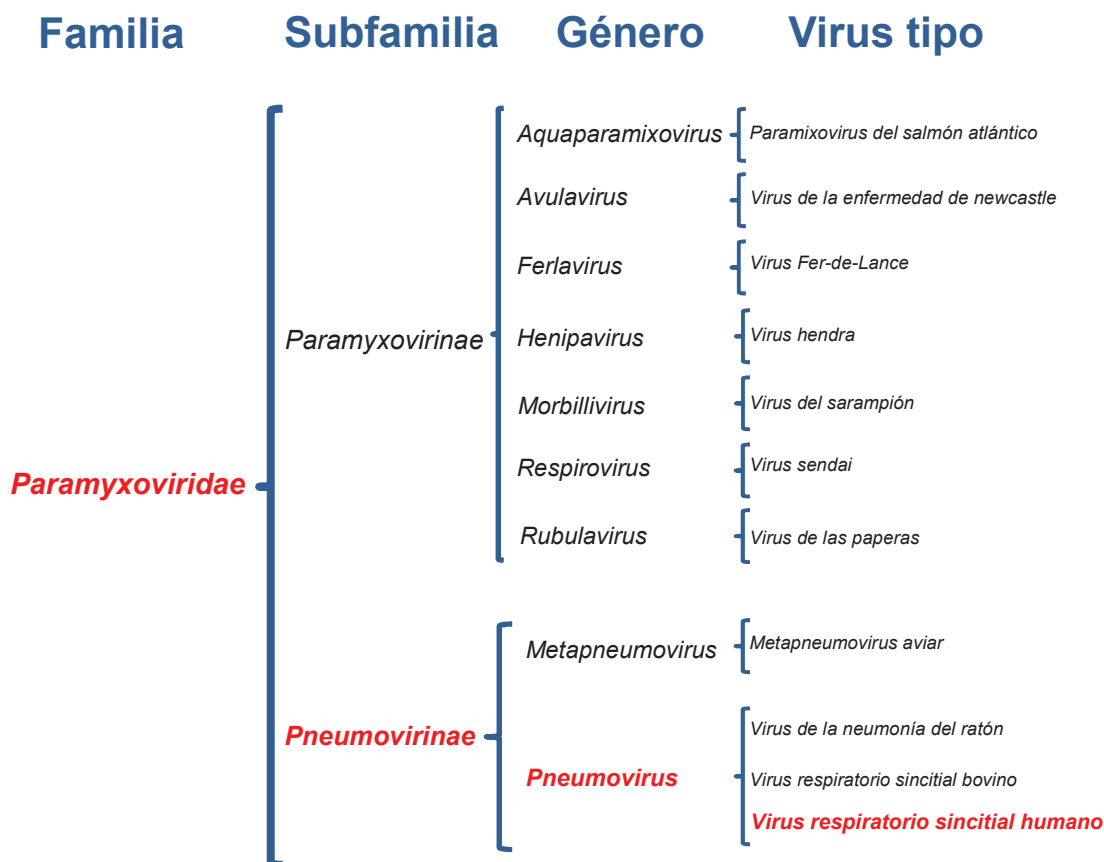 Familia Subfamilia Género Virus tipo
Aquaparamixovirus Paramixovirus del salmón atlántico
Avulavirus Virus de la enfermedad de newcastle
Ferlavirus Virus Fer-de-Lance
Paramyxovirinae Henipavirus Virus hendra
Morbillivirus Virus del sarampión
Paramyxoviridae Respirovirus Virus sendai
Rubulavirus Virus de las paperas
Metapneumovirus Metapneumovirus aviar
Virus de la neumonía del ratón
Pneumovirinae
Pneumovirus Virus respiratorio sincitial bovino
Virus respiratorio sincitial humano